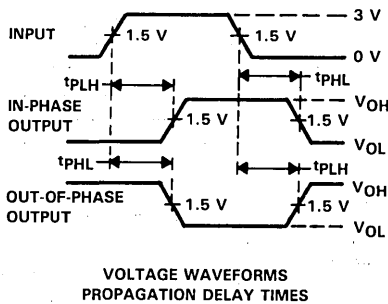 3 V
INPUT
1.5 V
1.5 V
0 V
tPLH
tPHL
IN-PHASE
OUTPUT
VOH
1.5 V
1.5 V
VOL
tPHL
tPLH
OUT-OF-PHASE
OUTPUT
VOH
1.5 V
1.5 V
VOL
VOLTAGE WAVEFORMS
PROPAGATION DELAY TIMES